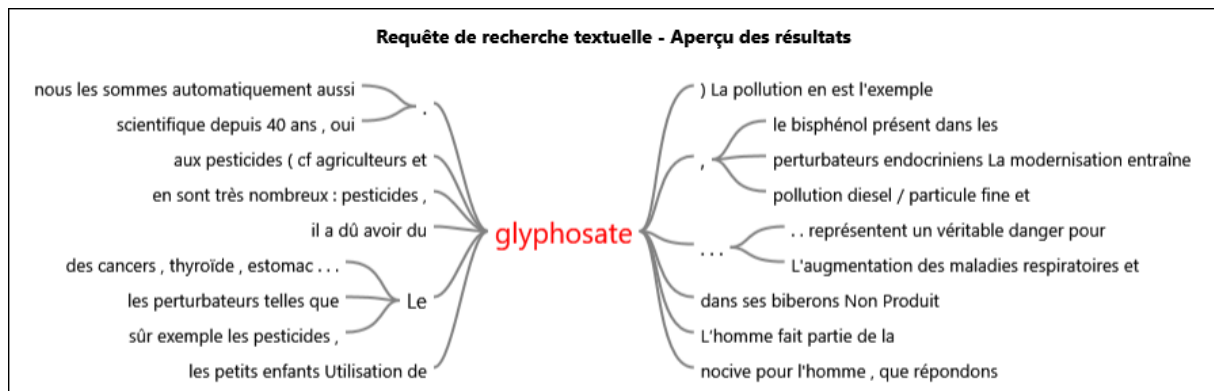 Requête de recherche textuelle - Aperçu des résultats
nous les sommes automatiquement aussi
scientifique depuis 40 ans , oui
.
aux pesticides ( cf agriculteurs et
en sont très nombreux : pesticides ,
il a dû avoir du
des cancers , thyroïde , estomac . . .
les perturbateurs telles que
sûr exemple les pesticides ,
Le
les petits enfants Utilisation de
glyphosate
) La pollution en est l'exemple
,
le bisphénol présent dans les
perturbateurs endocriniens La modernisation entraîne
pollution diesel / particule fine et
. . .
. . représentent un véritable danger pour
L'augmentation des maladies respiratoires et
dans ses biberons Non Produit
L'homme fait partie de la
nocive pour l'homme , que répondons